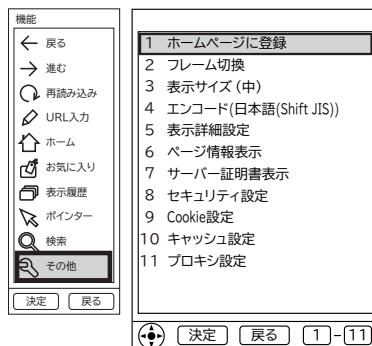 機能
戻る
進む
再読み込み
URL入力
ホーム
お気に入り
表示履歴
ポインター
検索
その他
決定 戻る
1 ホームページに登録
2 フレーム切換
3 表示サイズ（中）
4 エンコード(日本語(Shift JIS))
5 表示詳細設定
6 ページ情報表示
7 サーバー証明書表示
8 セキュリティ設定
9 Cookie設定
10 キャッシュ設定
11 プロキシ設定
決定 戻る 1-11